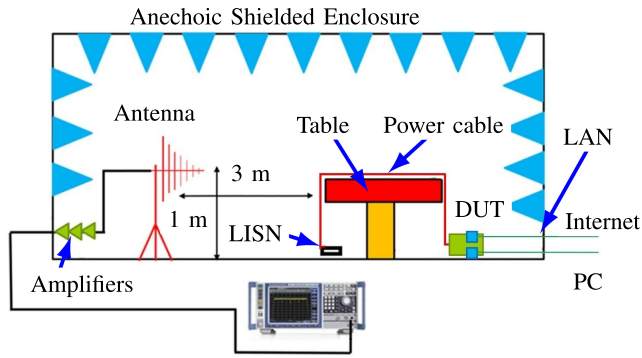 Anechoic Shielded Enclosure
Antenna
Table
Power cable
LAN
3 m
1 m
DUT
LISN
Internet
Amplifiers
PC